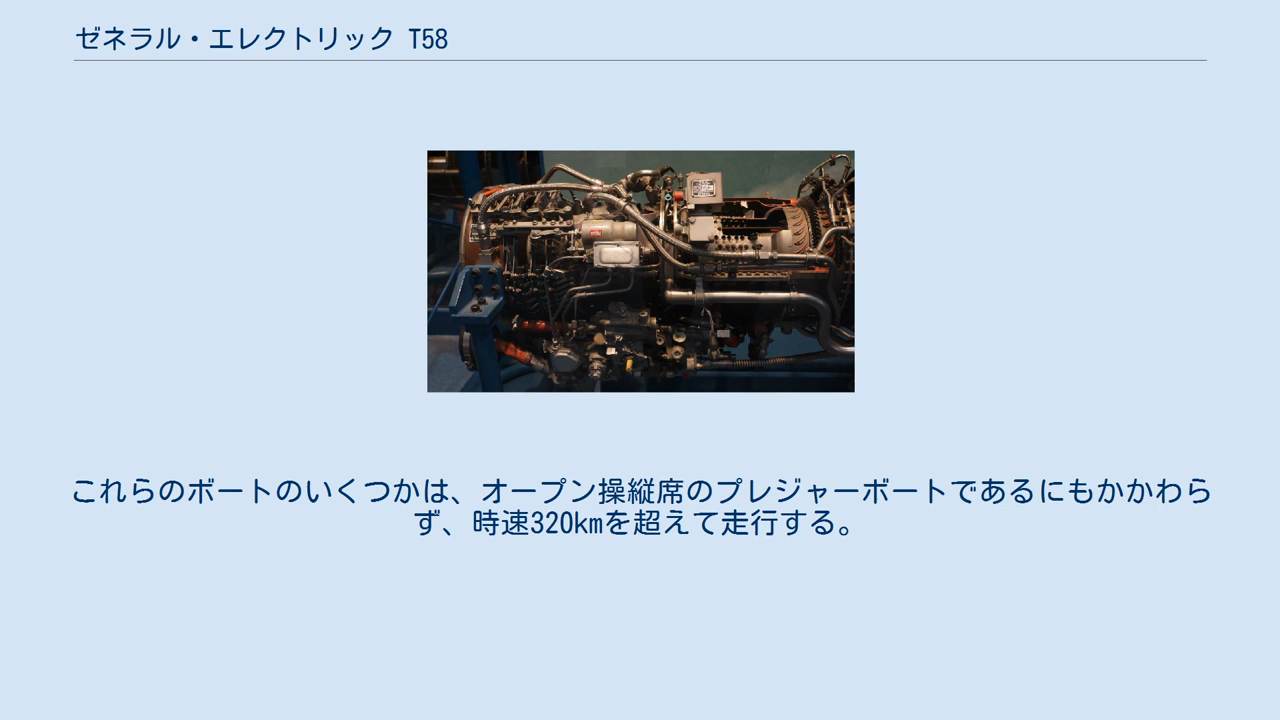 ゼネラル・エレクトリック T58
これらのボートのいくつかは、オープン操縦席のプレジャーボートであるにもかかわら
ず、時速320kmを超えて走行する。